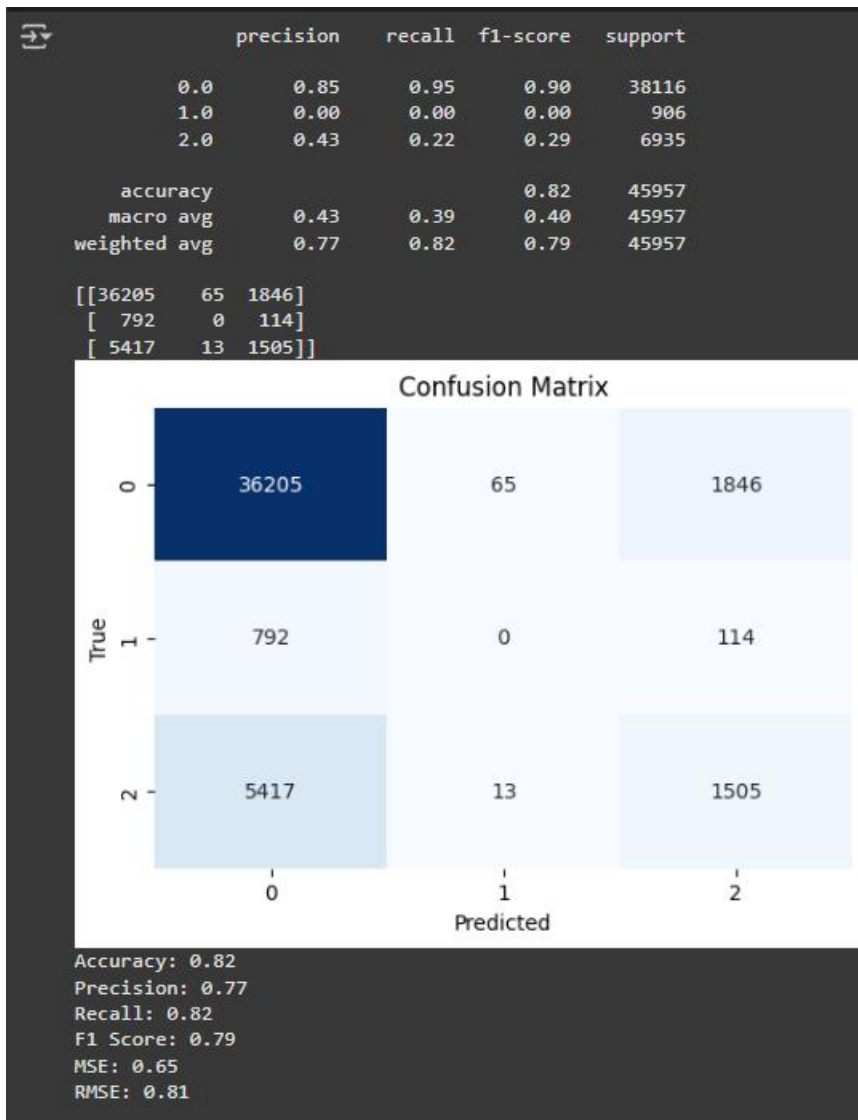 precision recall f1-score support
0.0 0.85 0.95 0.90 38116
1.0 0.00 0.00 0.00 906
2.0 0.43 0.22 0.29 6935
accuracy 0.82 45957
macro avg 0.43 0.39 0.40 45957
weighted avg 0.77 0.82 0.79 45957
[[36205 65 1846]
[ 792 0 114]
[ 5417 13 1505]]
Confusion Matrix
0 36205 65 1846
True
1 792 0 114
2 5417 13 1505
0 1 2
Predicted
Accuracy: 0.82
Precision: 0.77
Recall: 0.82
F1 Score: 0.79
MSE: 0.65
RMSE: 0.81